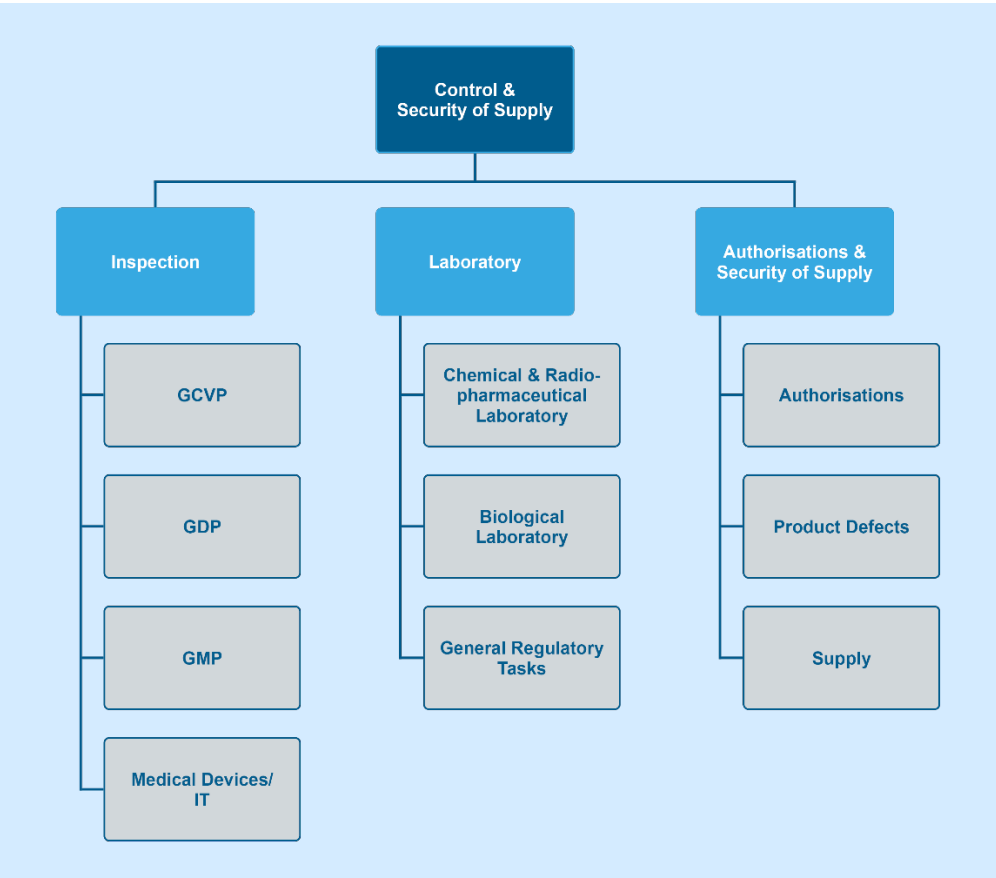 Control &
Security of Supply
Inspection
GCVP
GDP
GMP
Medical Devices/
IT
Laboratory
Chemical & Radio-
pharmaceutical
Laboratory
Biological
Laboratory
General Regulatory
Tasks
Authorisations &
Security of Supply
Authorisations
Product Defects
Supply